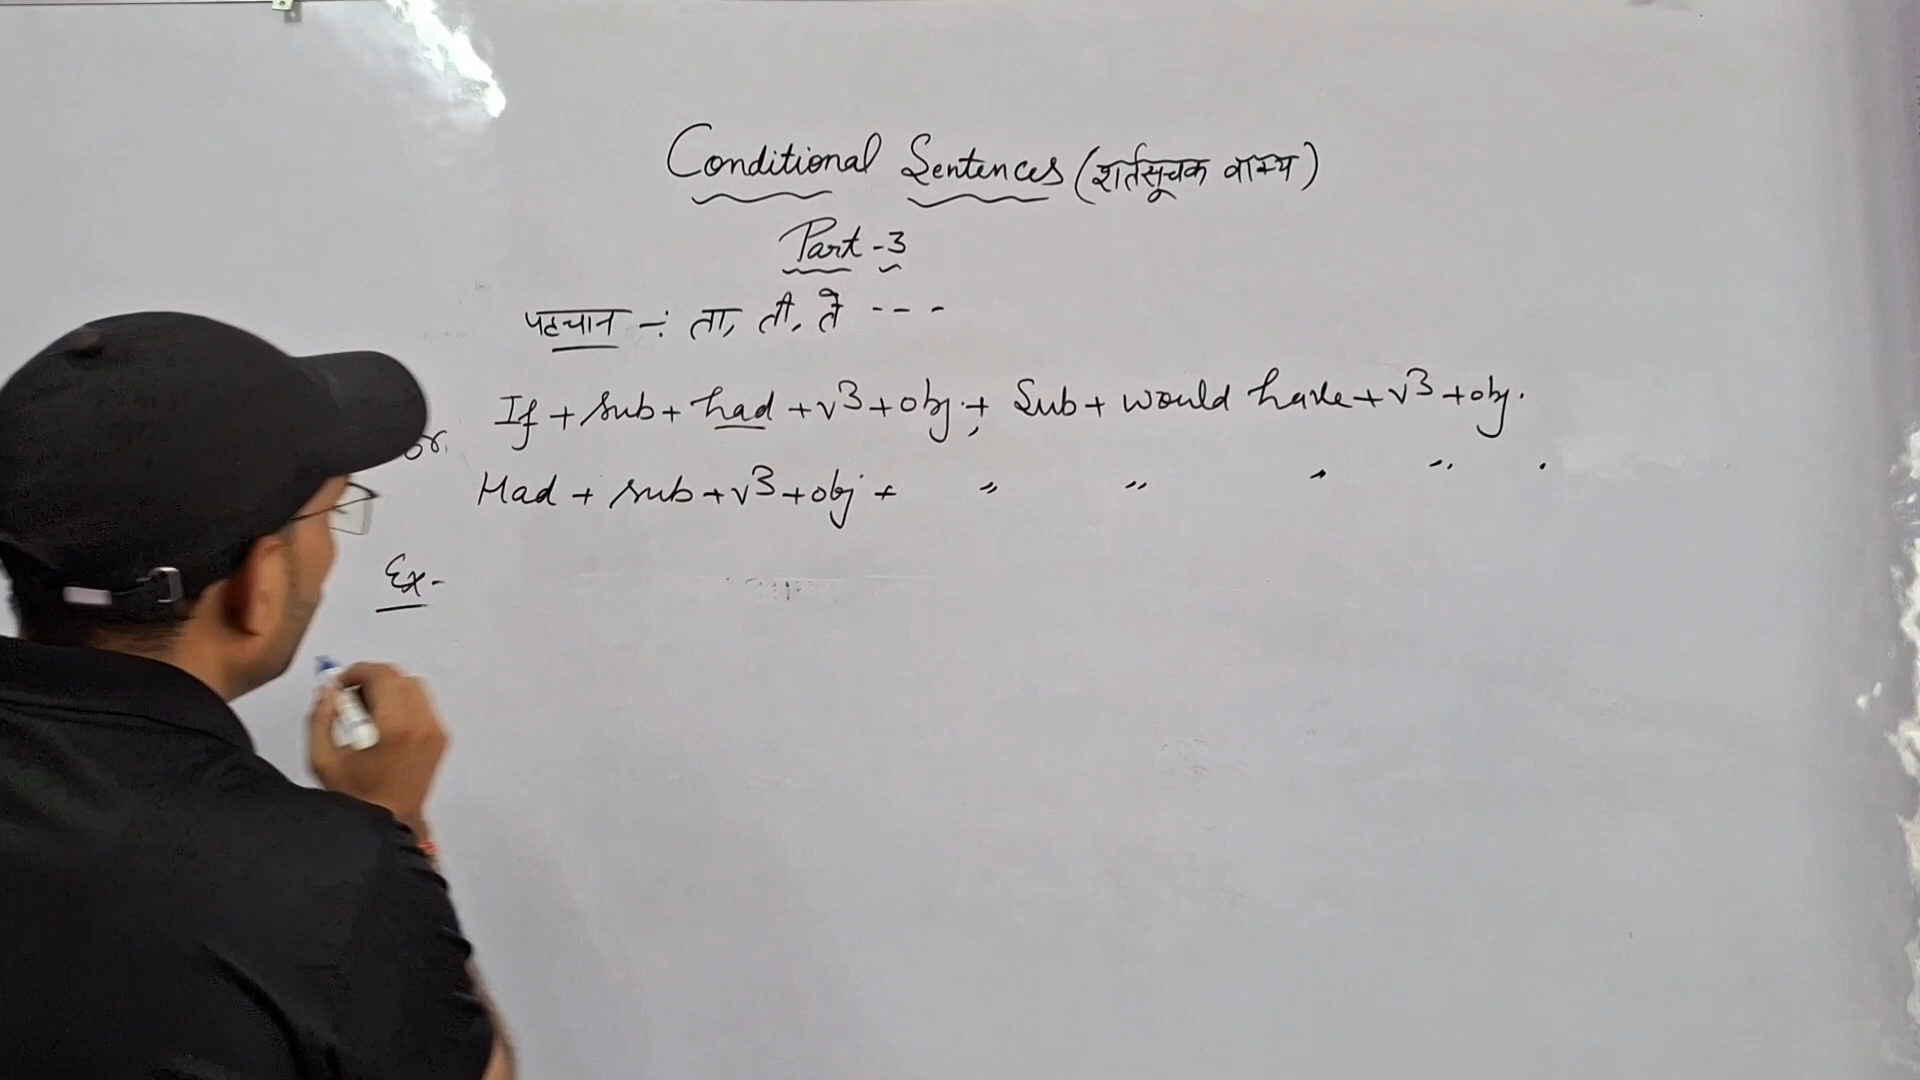 Conditional Sentences (शर्तसूचक वाक्य)
Part-3
पहचान -: ता, ती, ते ---
If + sub + had + v3 + obj, + Sub + would have + v3 + obj.
or
Had + sub + v3 + obj + " " " " .
Ex-